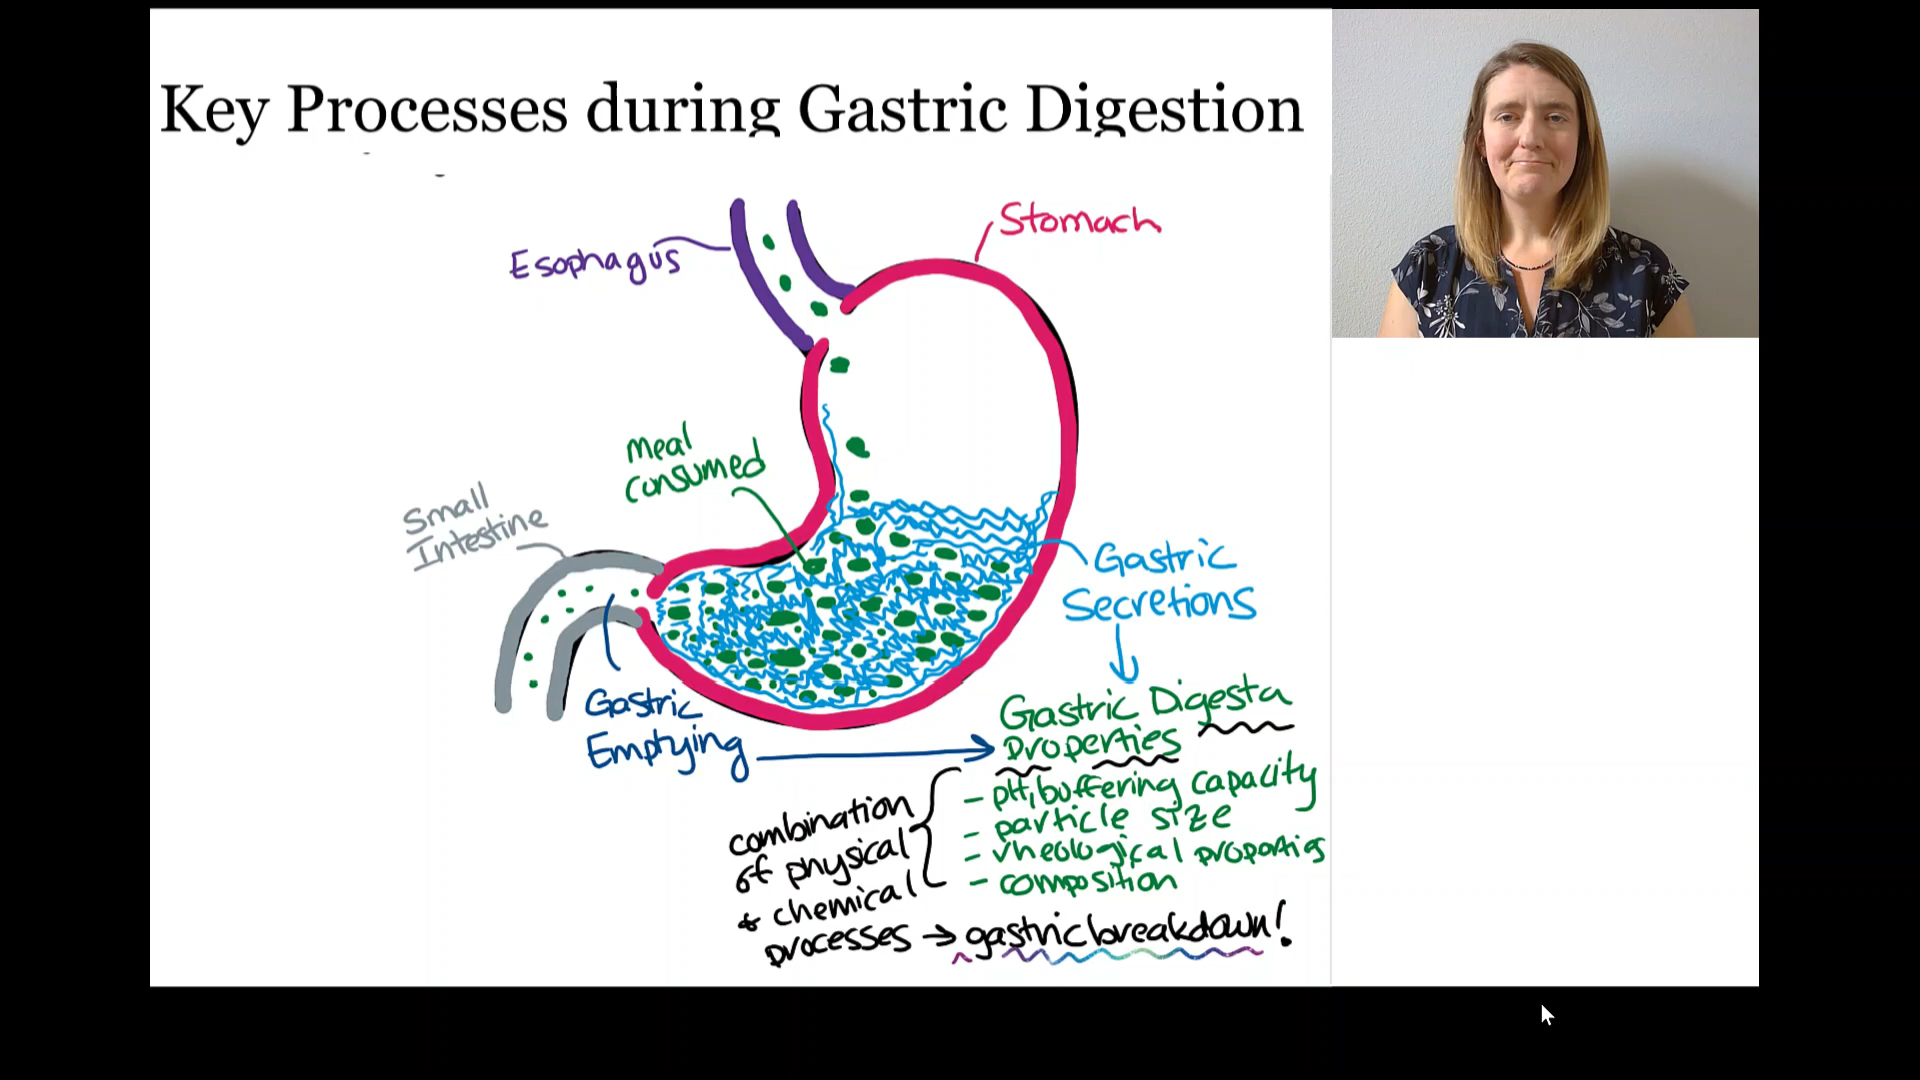 Key Processes during Gastric Digestion
Stomach
Esophagus
meal
consumed
Small
Intestine
Gastric
Secretions
Gastric
Emptying
Gastric Digesta
properties
- pH, buffering capacity
- particle size
- rheological properties
- composition
combination
of physical
& chemical
processes → gastric breakdown!